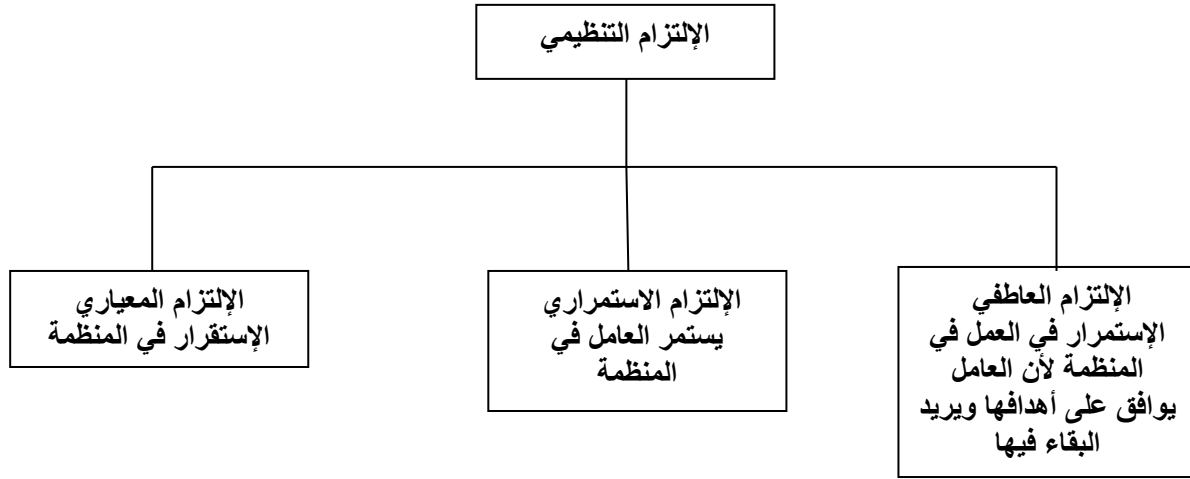 الإلتزام التنظيمي
الإلتزام العاطفي
الإستمرار في العمل في
المنظمة لأن العامل
يوافق على أهدافها ويريد
البقاء فيها
الإلتزام الاستمراري
يستمر العامل في
المنظمة
الإلتزام المعياري
الإستقرار في المنظمة